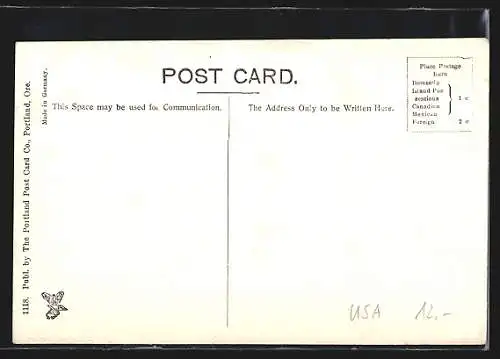 POST CARD.
This Space may be used for Communication.
The Address Only to be Written Here.
Place Postage
here
Domestic
Island Pos
sessions 1 c
Canadian
Mexican
Foreign 2 c
1118. Publ. by The Portland Post Card Co., Portland, Ore.
Made in Germany.
USA 12.-